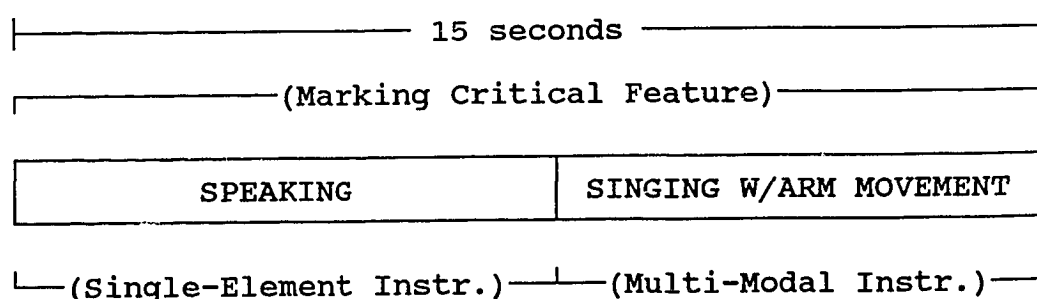 15 seconds
(Marking Critical Feature)
SPEAKING SINGING W/ARM MOVEMENT
(Single-Element Instr.) (Multi-Modal Instr.)